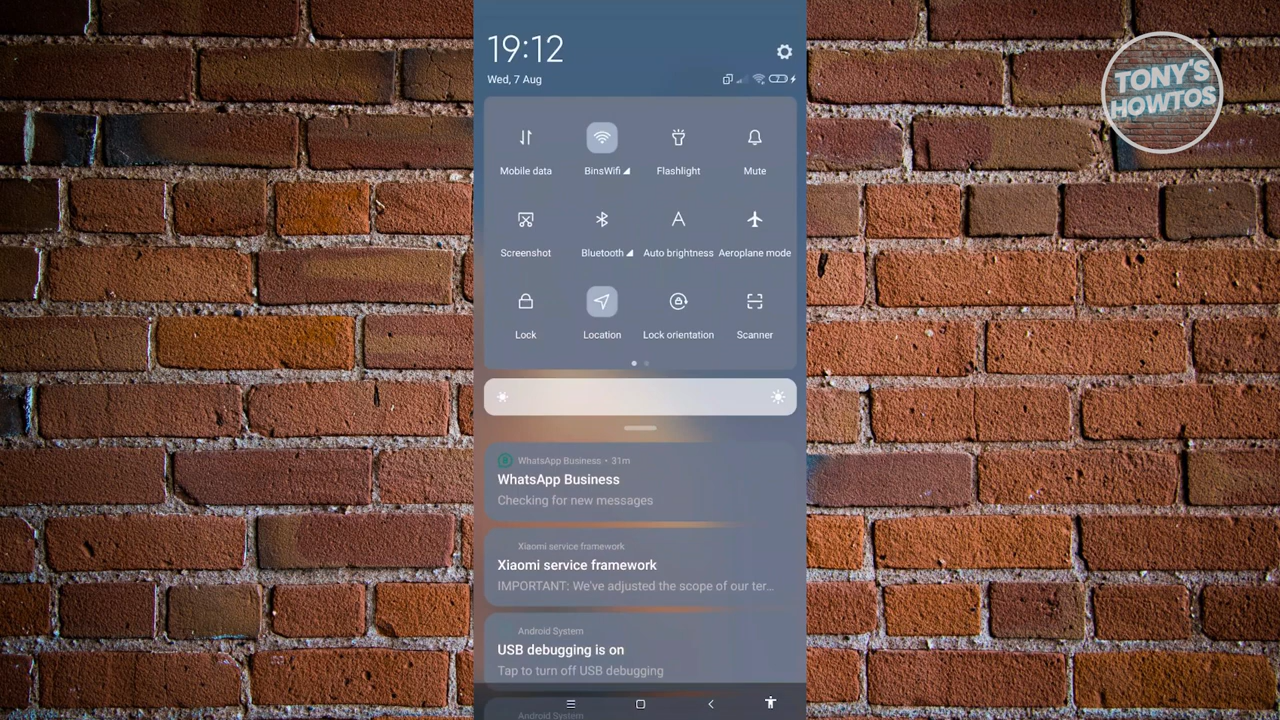 19:12
Wed, 7 Aug
TONY'S
HOWTOS
Mobile data
BinsWifi
Flashlight
Mute
Screenshot
Bluetooth
Auto brightness
Aeroplane mode
Lock
Location
Lock orientation
Scanner
WhatsApp Business • 31m
WhatsApp Business
Checking for new messages
Xiaomi service framework
Xiaomi service framework
IMPORTANT: We've adjusted the scope of our ter...
Android System
USB debugging is on
Tap to turn off USB debugging
Android System